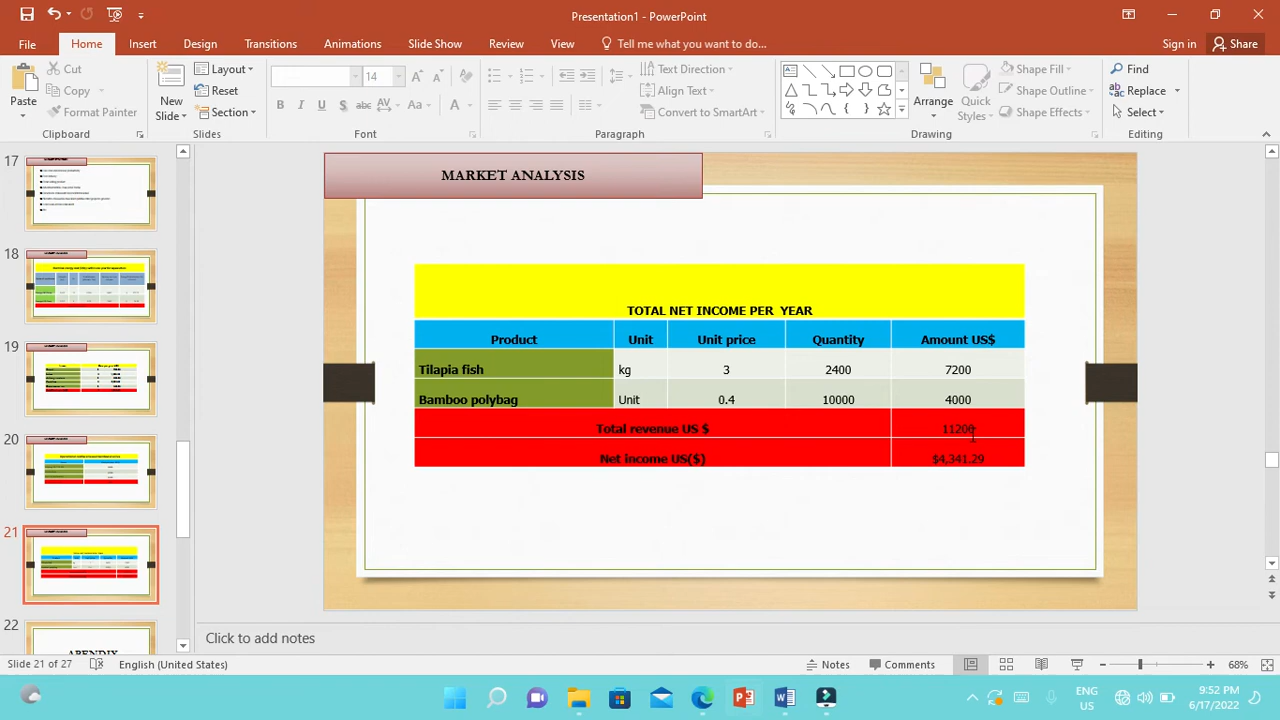 Presentation1 - PowerPoint
File Home Insert Design Transitions Animations Slide Show Review View Tell me what you want to do... Sign in Share
Paste Cut Copy Format Painter Clipboard
New Slide Layout Reset Section Slides
14 Font
B I U S abc AV Aa A
Text Direction Align Text Convert to SmartArt Paragraph
Arrange Quick Styles Shape Fill Shape Outline Shape Effects Drawing
Find Replace Select Editing
17
18
19
20
21
22
MARKET ANALYSIS
TOTAL NET INCOME PER YEAR
Product Unit Unit price Quantity Amount US$
Tilapia fish kg 3 2400 7200
Bamboo polybag Unit 0.4 10000 4000
Total revenue US $ 11200
Net income US($) $4,341.29
Click to add notes
Slide 21 of 27 English (United States) Notes Comments 68%
ENG
US
9:52 PM
6/17/2022